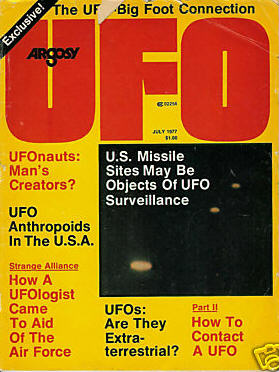 Exclusive!
The UFO-Big Foot Connection
ARGOSY
UFO
02258
JULY 1977
$1.00
UFOnauts:
Man's
Creators?
UFO
Anthropoids
In The U.S.A.
Strange Alliance
How A
UFOlogist
Came
To Aid
Of The
Air Force
U.S. Missile
Sites May Be
Objects Of UFO
Surveillance
UFOs:
Are They
Extra-
terrestrial?
Part II
How To
Contact
A UFO